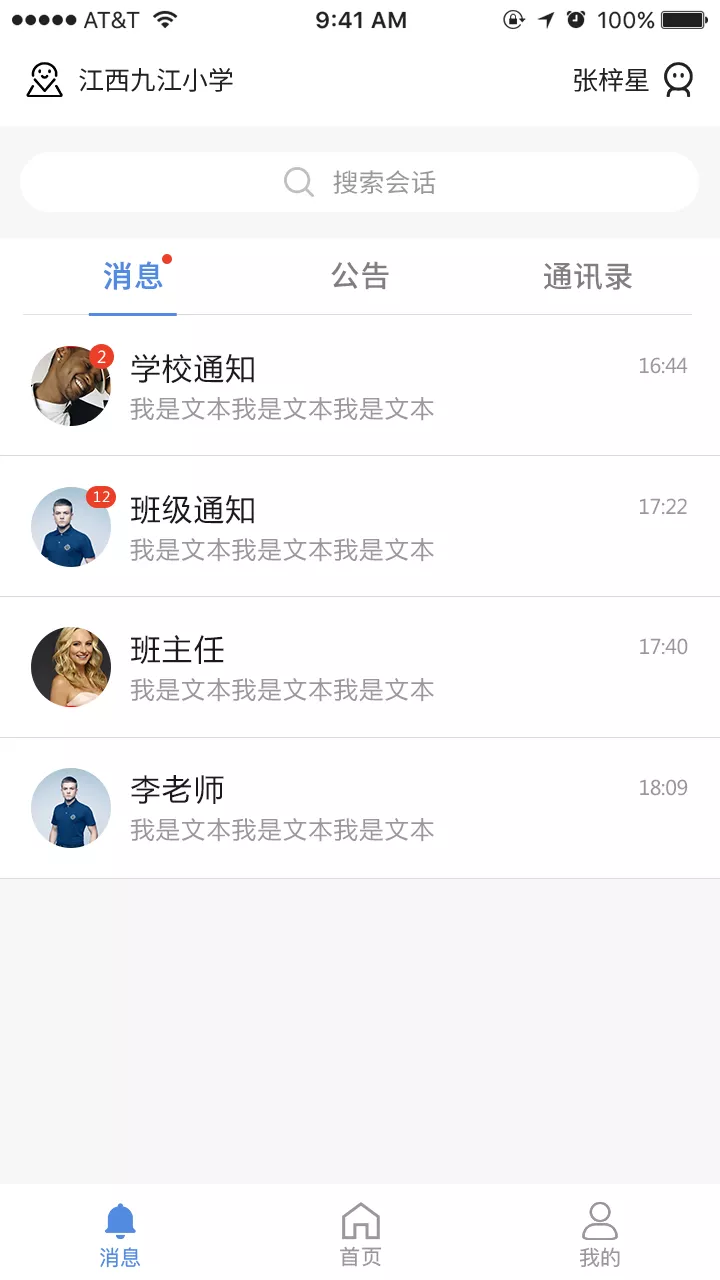 AT&T 9:41 AM 100%
江西九江小学 张梓星
搜索会话
消息 公告 通讯录
2
学校通知 16:44
我是文本我是文本我是文本
12
班级通知 17:22
我是文本我是文本我是文本
班主任 17:40
我是文本我是文本我是文本
李老师 18:09
我是文本我是文本我是文本
消息 首页 我的